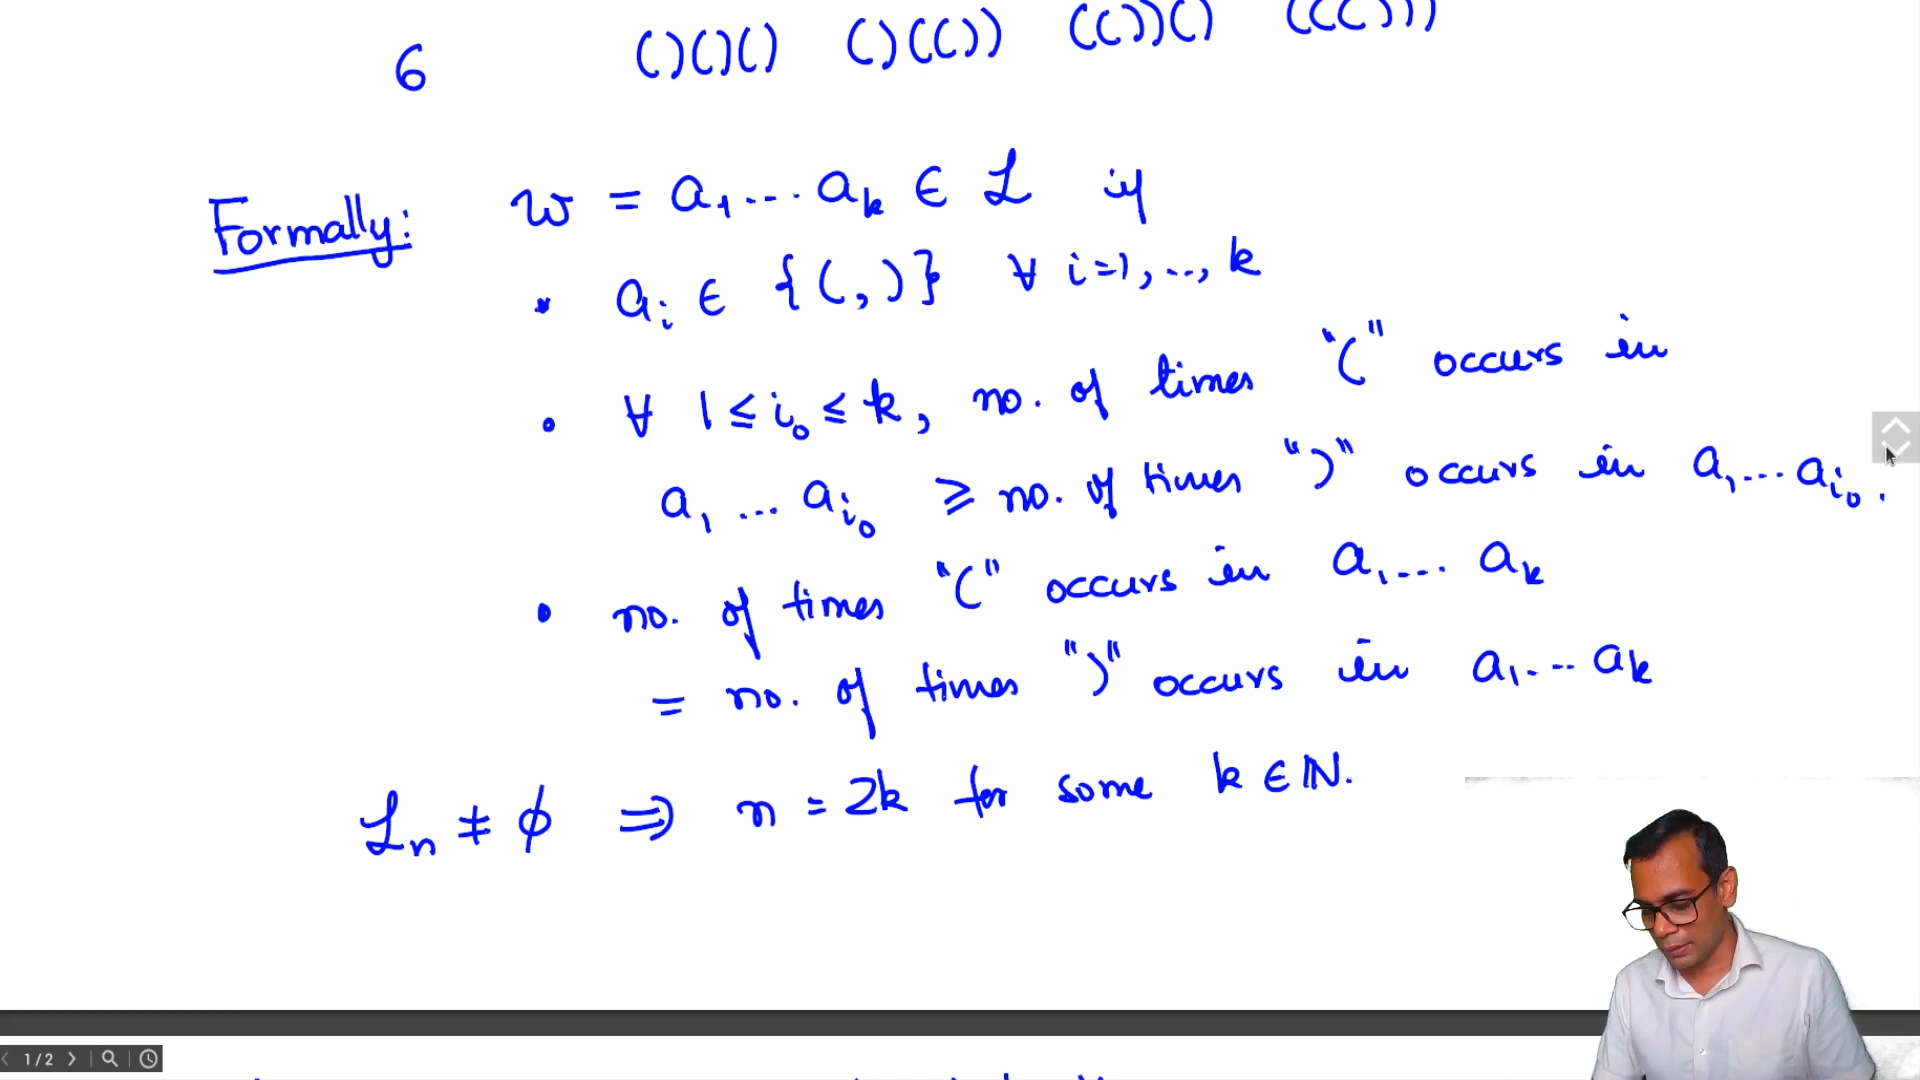 6 ()()() ()(()) (())() ((()))
Formally: w = a₁ ... aₖ ∈ ℒ if
• aᵢ ∈ {(,)} ∀ i=1,..,k
• ∀ 1 ≤ i₀ ≤ k, no. of times "(" occurs in
a₁ ... aᵢ₀ ≥ no. of times ")" occurs in a₁... aᵢ₀.
• no. of times "(" occurs in a₁... aₖ
= no. of times ")" occurs in a₁... aₖ
ℒₙ ≠ ϕ ⇒ n = 2k for some k ∈ ℕ.
1/2